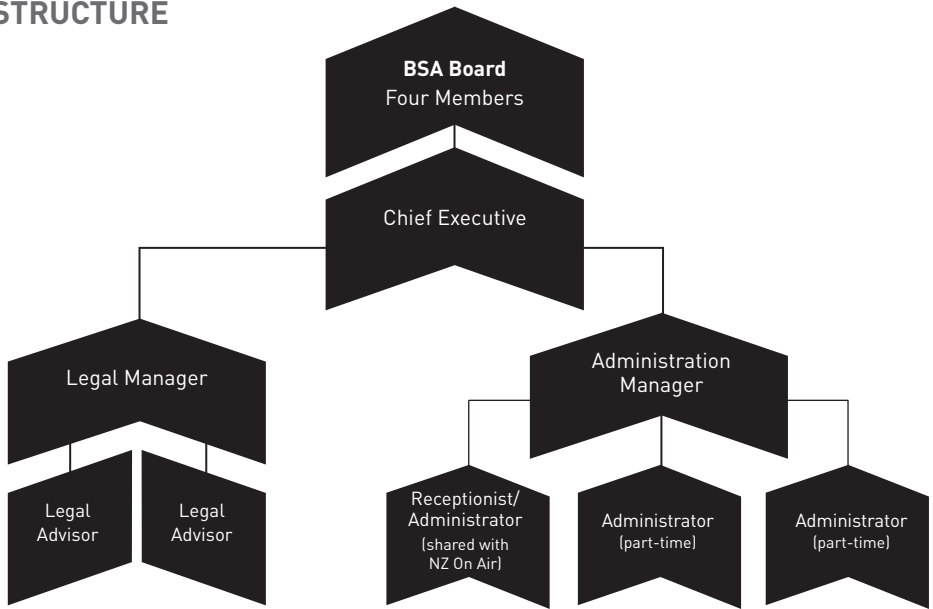 STRUCTURE
BSA Board
Four Members
Chief Executive
Legal Manager
Administration
Manager
Legal
Advisor
Legal
Advisor
Receptionist/
Administrator
(shared with
NZ On Air)
Administrator
(part-time)
Administrator
(part-time)